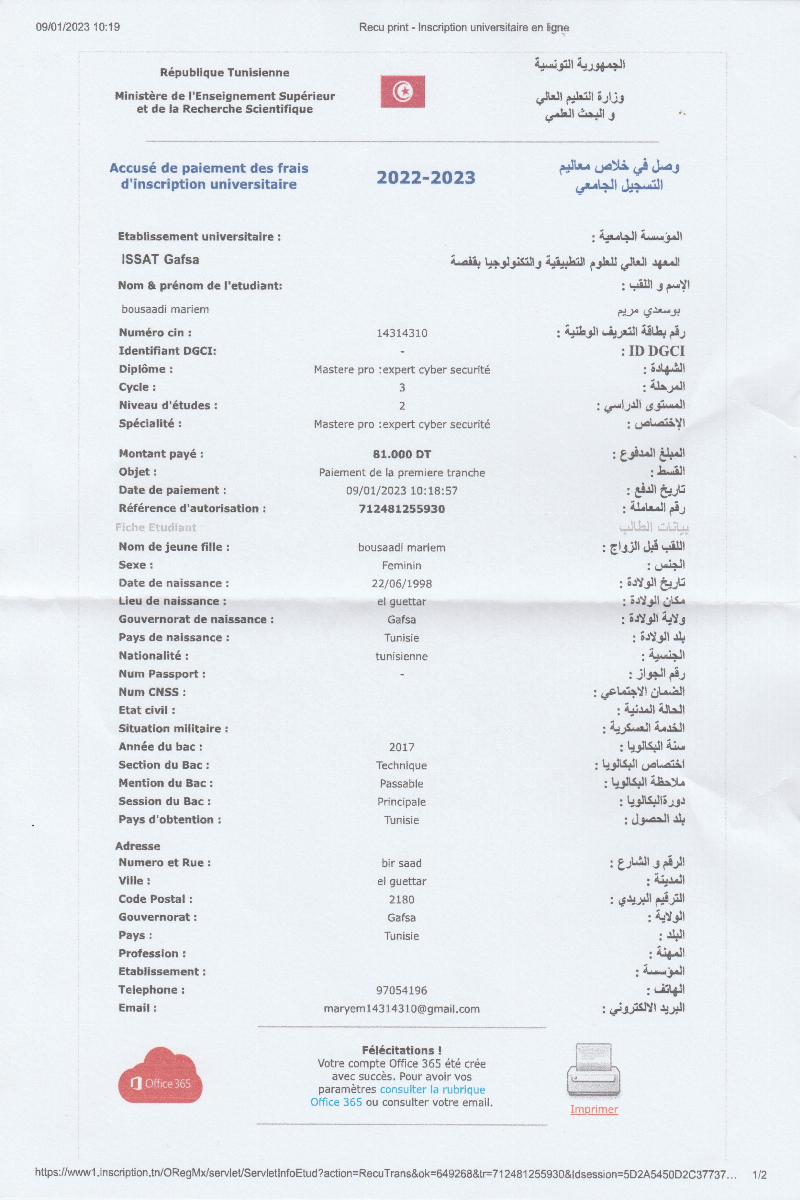 09/01/2023 10:19 Recu print - Inscription universitaire en ligne
République Tunisienne الجمهورية التونسية
Ministère de l'Enseignement Supérieur وزارة التعليم العالي
et de la Recherche Scientifique و البحث العلمي
Accusé de paiement des frais 2022-2023 وصل في خلاص معاليم
d'inscription universitaire التسجيل الجامعي
Etablissement universitaire : المؤسسة الجامعية :
ISSAT Gafsa المعهد العالي للعلوم التطبيقية والتكنولوجيا بقفصة
Nom & prénom de l'etudiant: الإسم و اللقب :
bousaadi mariem بوسعدي مريم
Numéro cin : 14314310 رقم بطاقة التعريف الوطنية :
Identifiant DGCI: - ID DGCI :
Diplôme : Mastere pro :expert cyber securité الشهادة :
Cycle : 3 المرحلة :
Niveau d'études : 2 المستوى الدراسي :
Spécialité : Mastere pro :expert cyber securité الإختصاص :
Montant payé : 81.000 DT المبلغ المدفوع :
Objet : Paiement de la premiere tranche القسط :
Date de paiement : 09/01/2023 10:18:57 تاريخ الدفع :
Référence d'autorisation : 712481255930 رقم المعاملة :
Fiche Etudiant بيانات الطالب
Nom de jeune fille : bousaadi mariem اللقب قبل الزواج :
Sexe : Feminin الجنس :
Date de naissance : 22/06/1998 تاريخ الولادة :
Lieu de naissance : el guettar مكان الولادة :
Gouvernorat de naissance : Gafsa ولاية الولادة :
Pays de naissance : Tunisie بلد الولادة :
Nationalité : tunisienne الجنسية :
Num Passport : - رقم الجواز :
Num CNSS : الضمان الاجتماعي :
Etat civil : الحالة المدنية :
Situation militaire : الخدمة العسكرية :
Année du bac : 2017 سنة البكالويا :
Section du Bac : Technique اختصاص البكالويا :
Mention du Bac : Passable ملاحظة البكالويا :
Session du Bac : Principale دورةالبكالويا :
Pays d'obtention : Tunisie بلد الحصول :
Adresse
Numero et Rue : bir saad الرقم و الشارع :
Ville : el guettar المدينة :
Code Postal : 2180 الترقيم البريدي :
Gouvernorat : Gafsa الولاية :
Pays : Tunisie البلد :
Profession : المهنة :
Etablissement : المؤسسة :
Telephone : 97054196 الهاتف :
Email : maryem14314310@gmail.com البريد الالكتروني :
Félécitations !
Votre compte Office 365 été crée
avec succès. Pour avoir vos
paramètres consulter la rubrique
Office 365 ou consulter votre email.
Office 365
Imprimer
https://www1.inscription.tn/ORegMx/servlet/ServletInfoEtud?action=RecuTrans&ok=649268&tr=712481255930&Idsession=5D2A5450D2C37737… 1/2